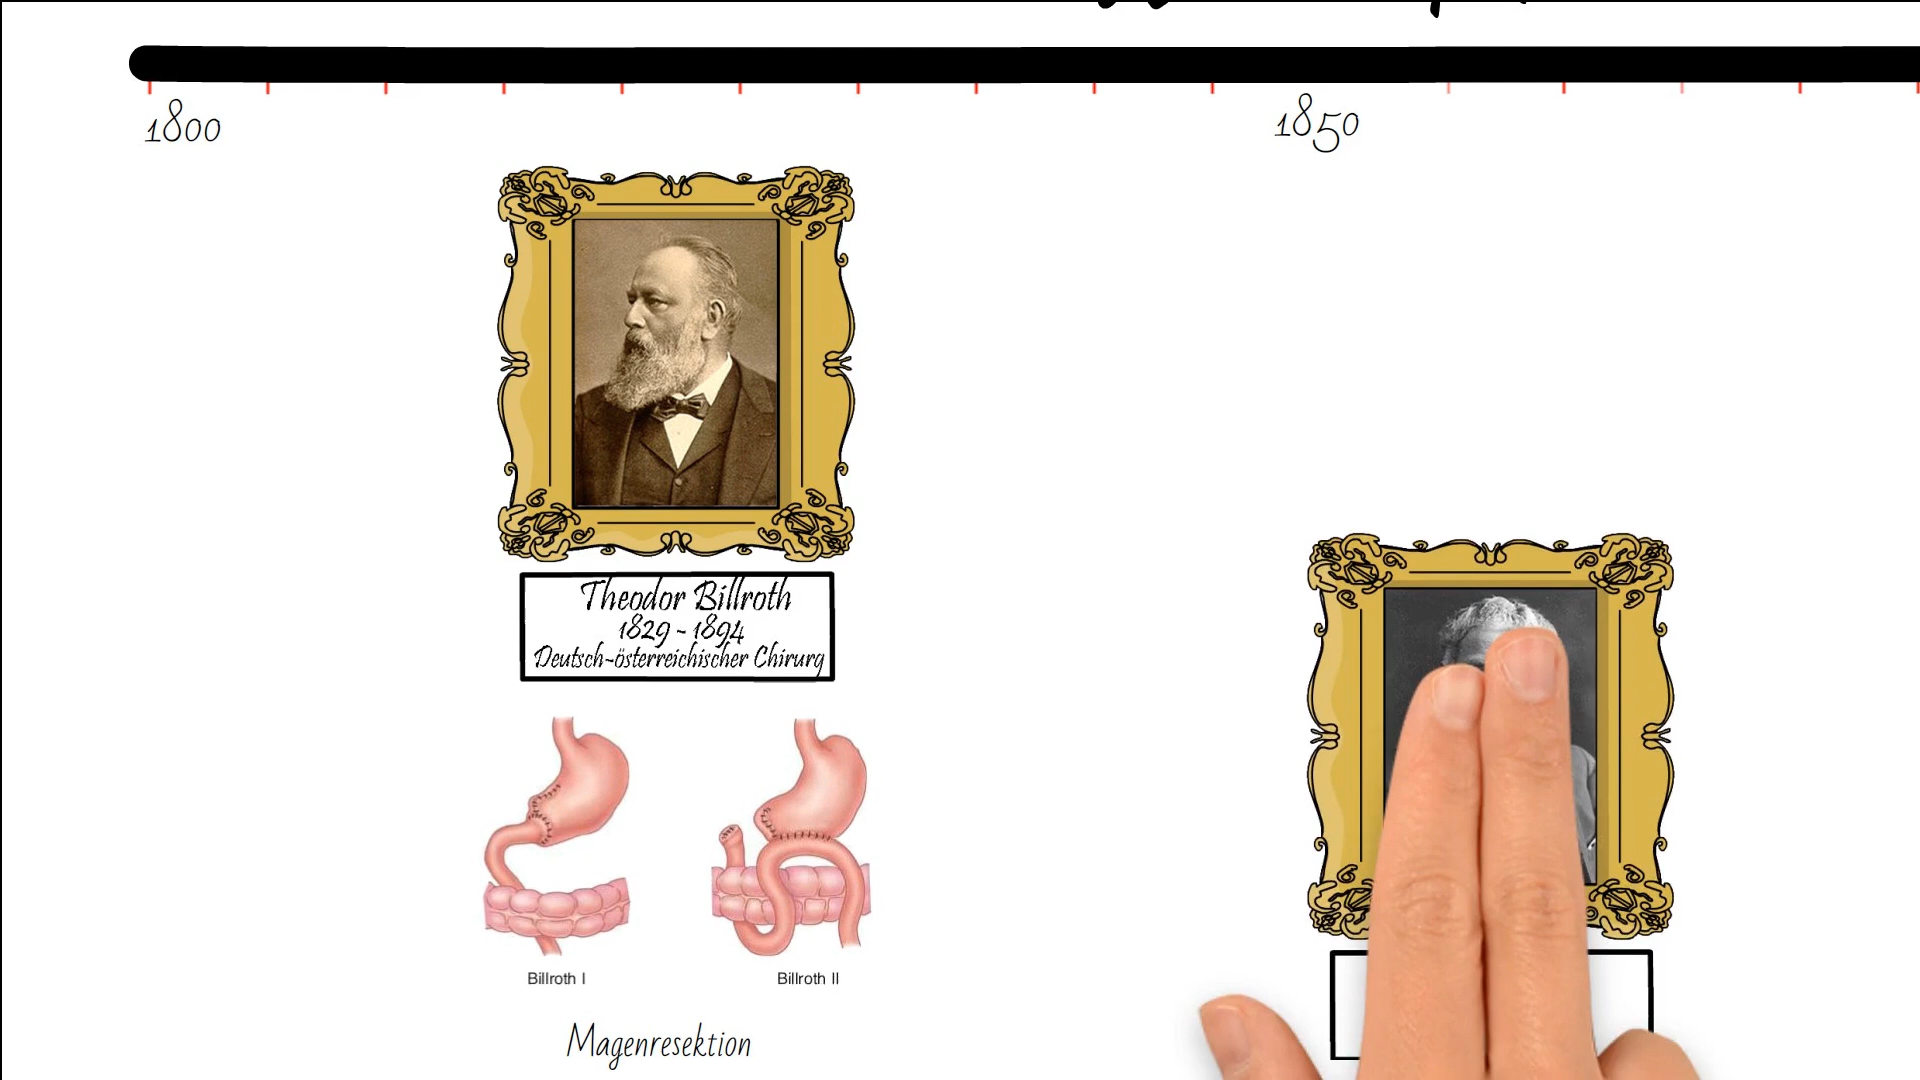 1800
1850
Theodor Billroth
1829 - 1894
Deutsch-österreichischer Chirurg
Billroth I
Billroth II
Magenresektion